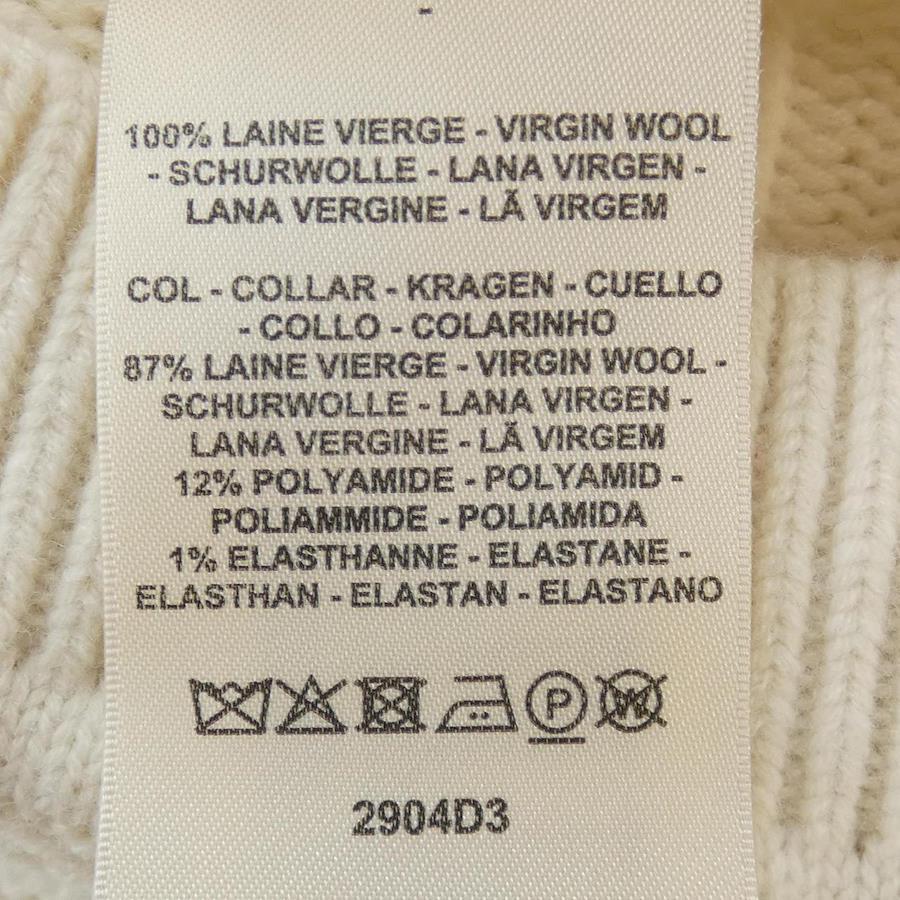 -
100% LAINE VIERGE - VIRGIN WOOL
- SCHURWOLLE - LANA VIRGEN -
LANA VERGINE - LÃ VIRGEM
COL - COLLAR - KRAGEN - CUELLO
- COLLO - COLARINHO
87% LAINE VIERGE - VIRGIN WOOL -
SCHURWOLLE - LANA VIRGEN -
LANA VERGINE - LÃ VIRGEM
12% POLYAMIDE - POLYAMID -
POLIAMMIDE - POLIAMIDA
1% ELASTHANNE - ELASTANE -
ELASTHAN - ELASTAN - ELASTANO
P W
2904D3